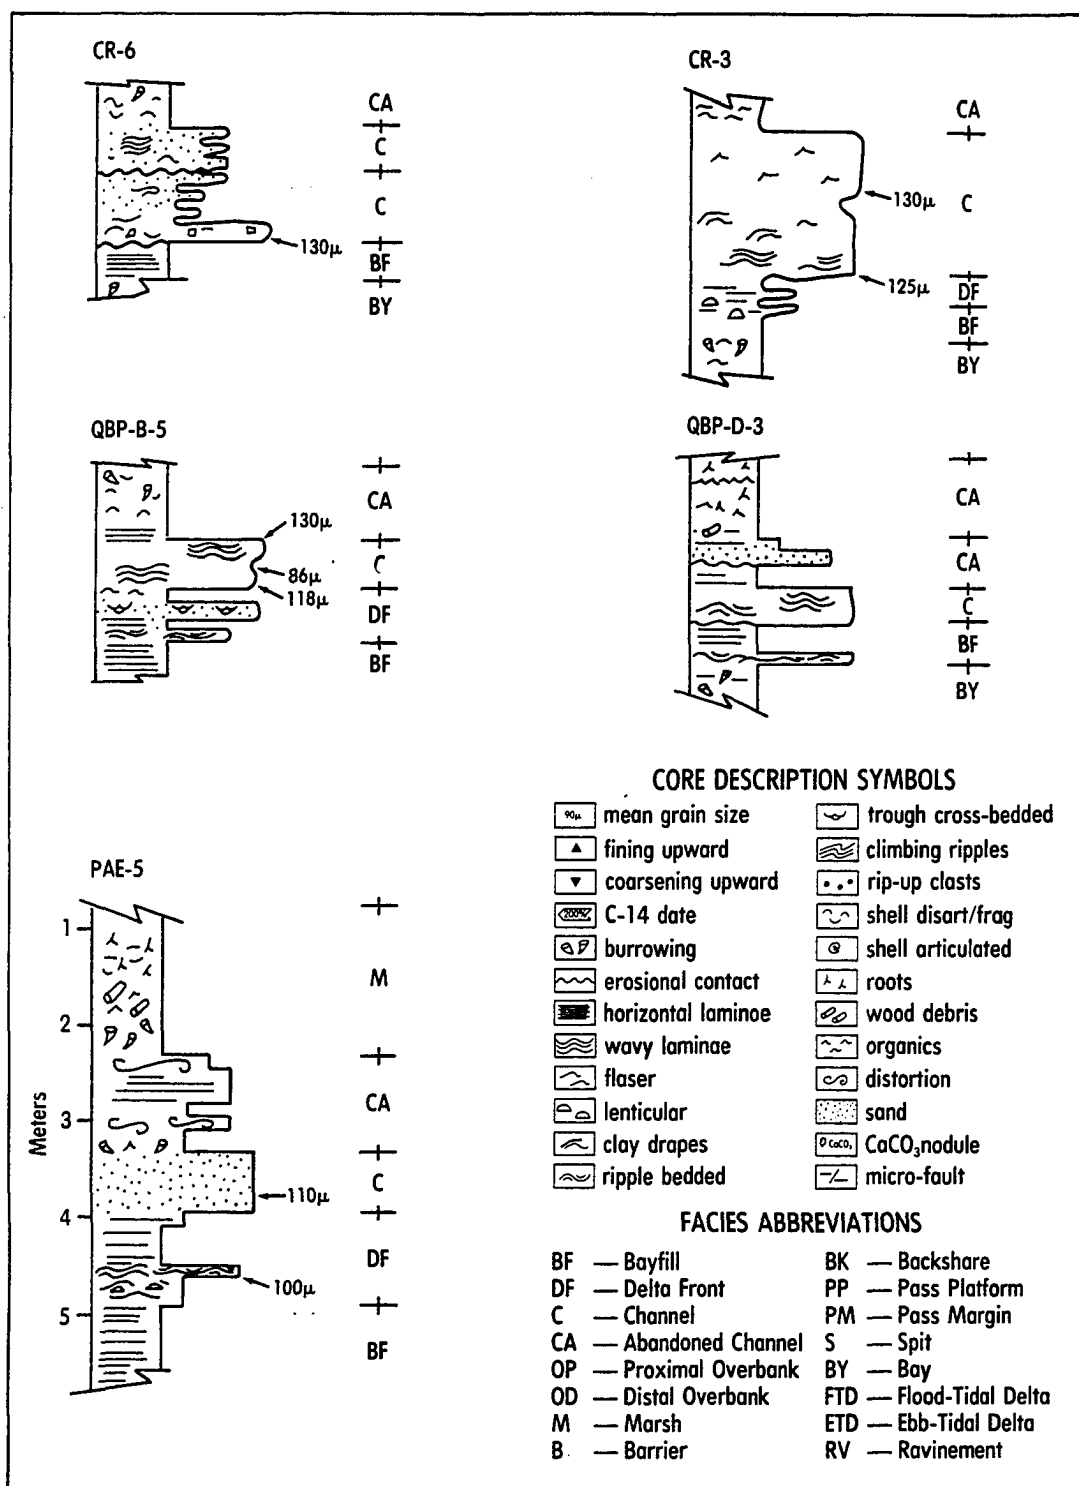 CR-6
CA
C
C
130μ
BF
BY
CR-3
CA
130μ
C
125μ
DF
BF
BY
QBP-B-5
CA
130μ
C
86μ
118μ
DF
BF
QBP-D-3
CA
CA
C
BF
BY
PAE-5
Meters
1
2
3
4
5
M
CA
C
110μ
DF
100μ
BF
CORE DESCRIPTION SYMBOLS
90μ mean grain size
fining upward
coarsening upward
C-14 date
burrowing
erosional contact
horizontal laminoe
wavy laminae
flaser
lenticular
clay drapes
ripple bedded
trough cross-bedded
climbing ripples
rip-up clasts
shell disart/frag
shell articulated
roots
wood debris
organics
distortion
sand
CaCO₃ CaCO₃nodule
micro-fault
FACIES ABBREVIATIONS
BF — Bayfill
DF — Delta Front
C — Channel
CA — Abandoned Channel
OP — Proximal Overbank
OD — Distal Overbank
M — Marsh
B — Barrier
BK — Backshare
PP — Pass Platform
PM — Pass Margin
S — Spit
BY — Bay
FTD — Flood-Tidal Delta
ETD — Ebb-Tidal Delta
RV — Ravinement